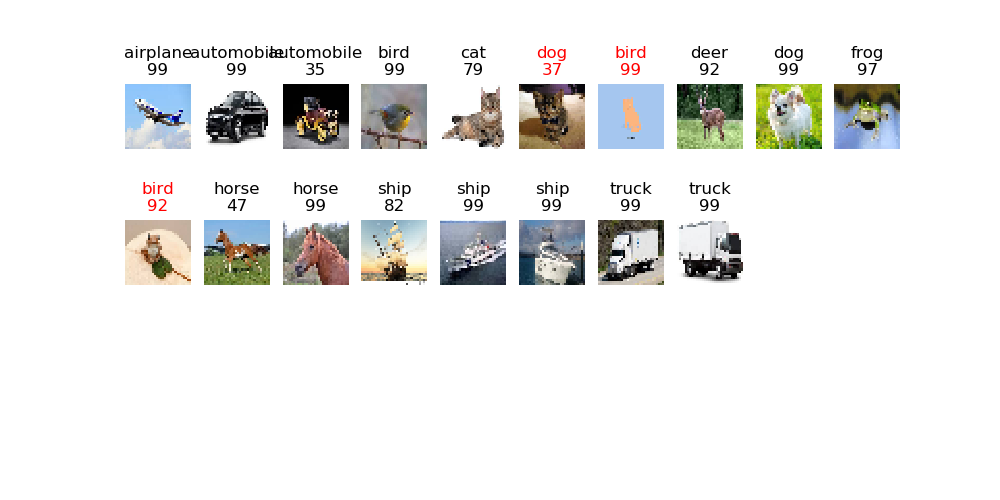 airplane automobile automobile bird cat dog bird deer dog frog
99 99 35 99 79 37 99 92 99 97
bird horse horse ship ship ship truck truck
92 47 99 82 99 99 99 99